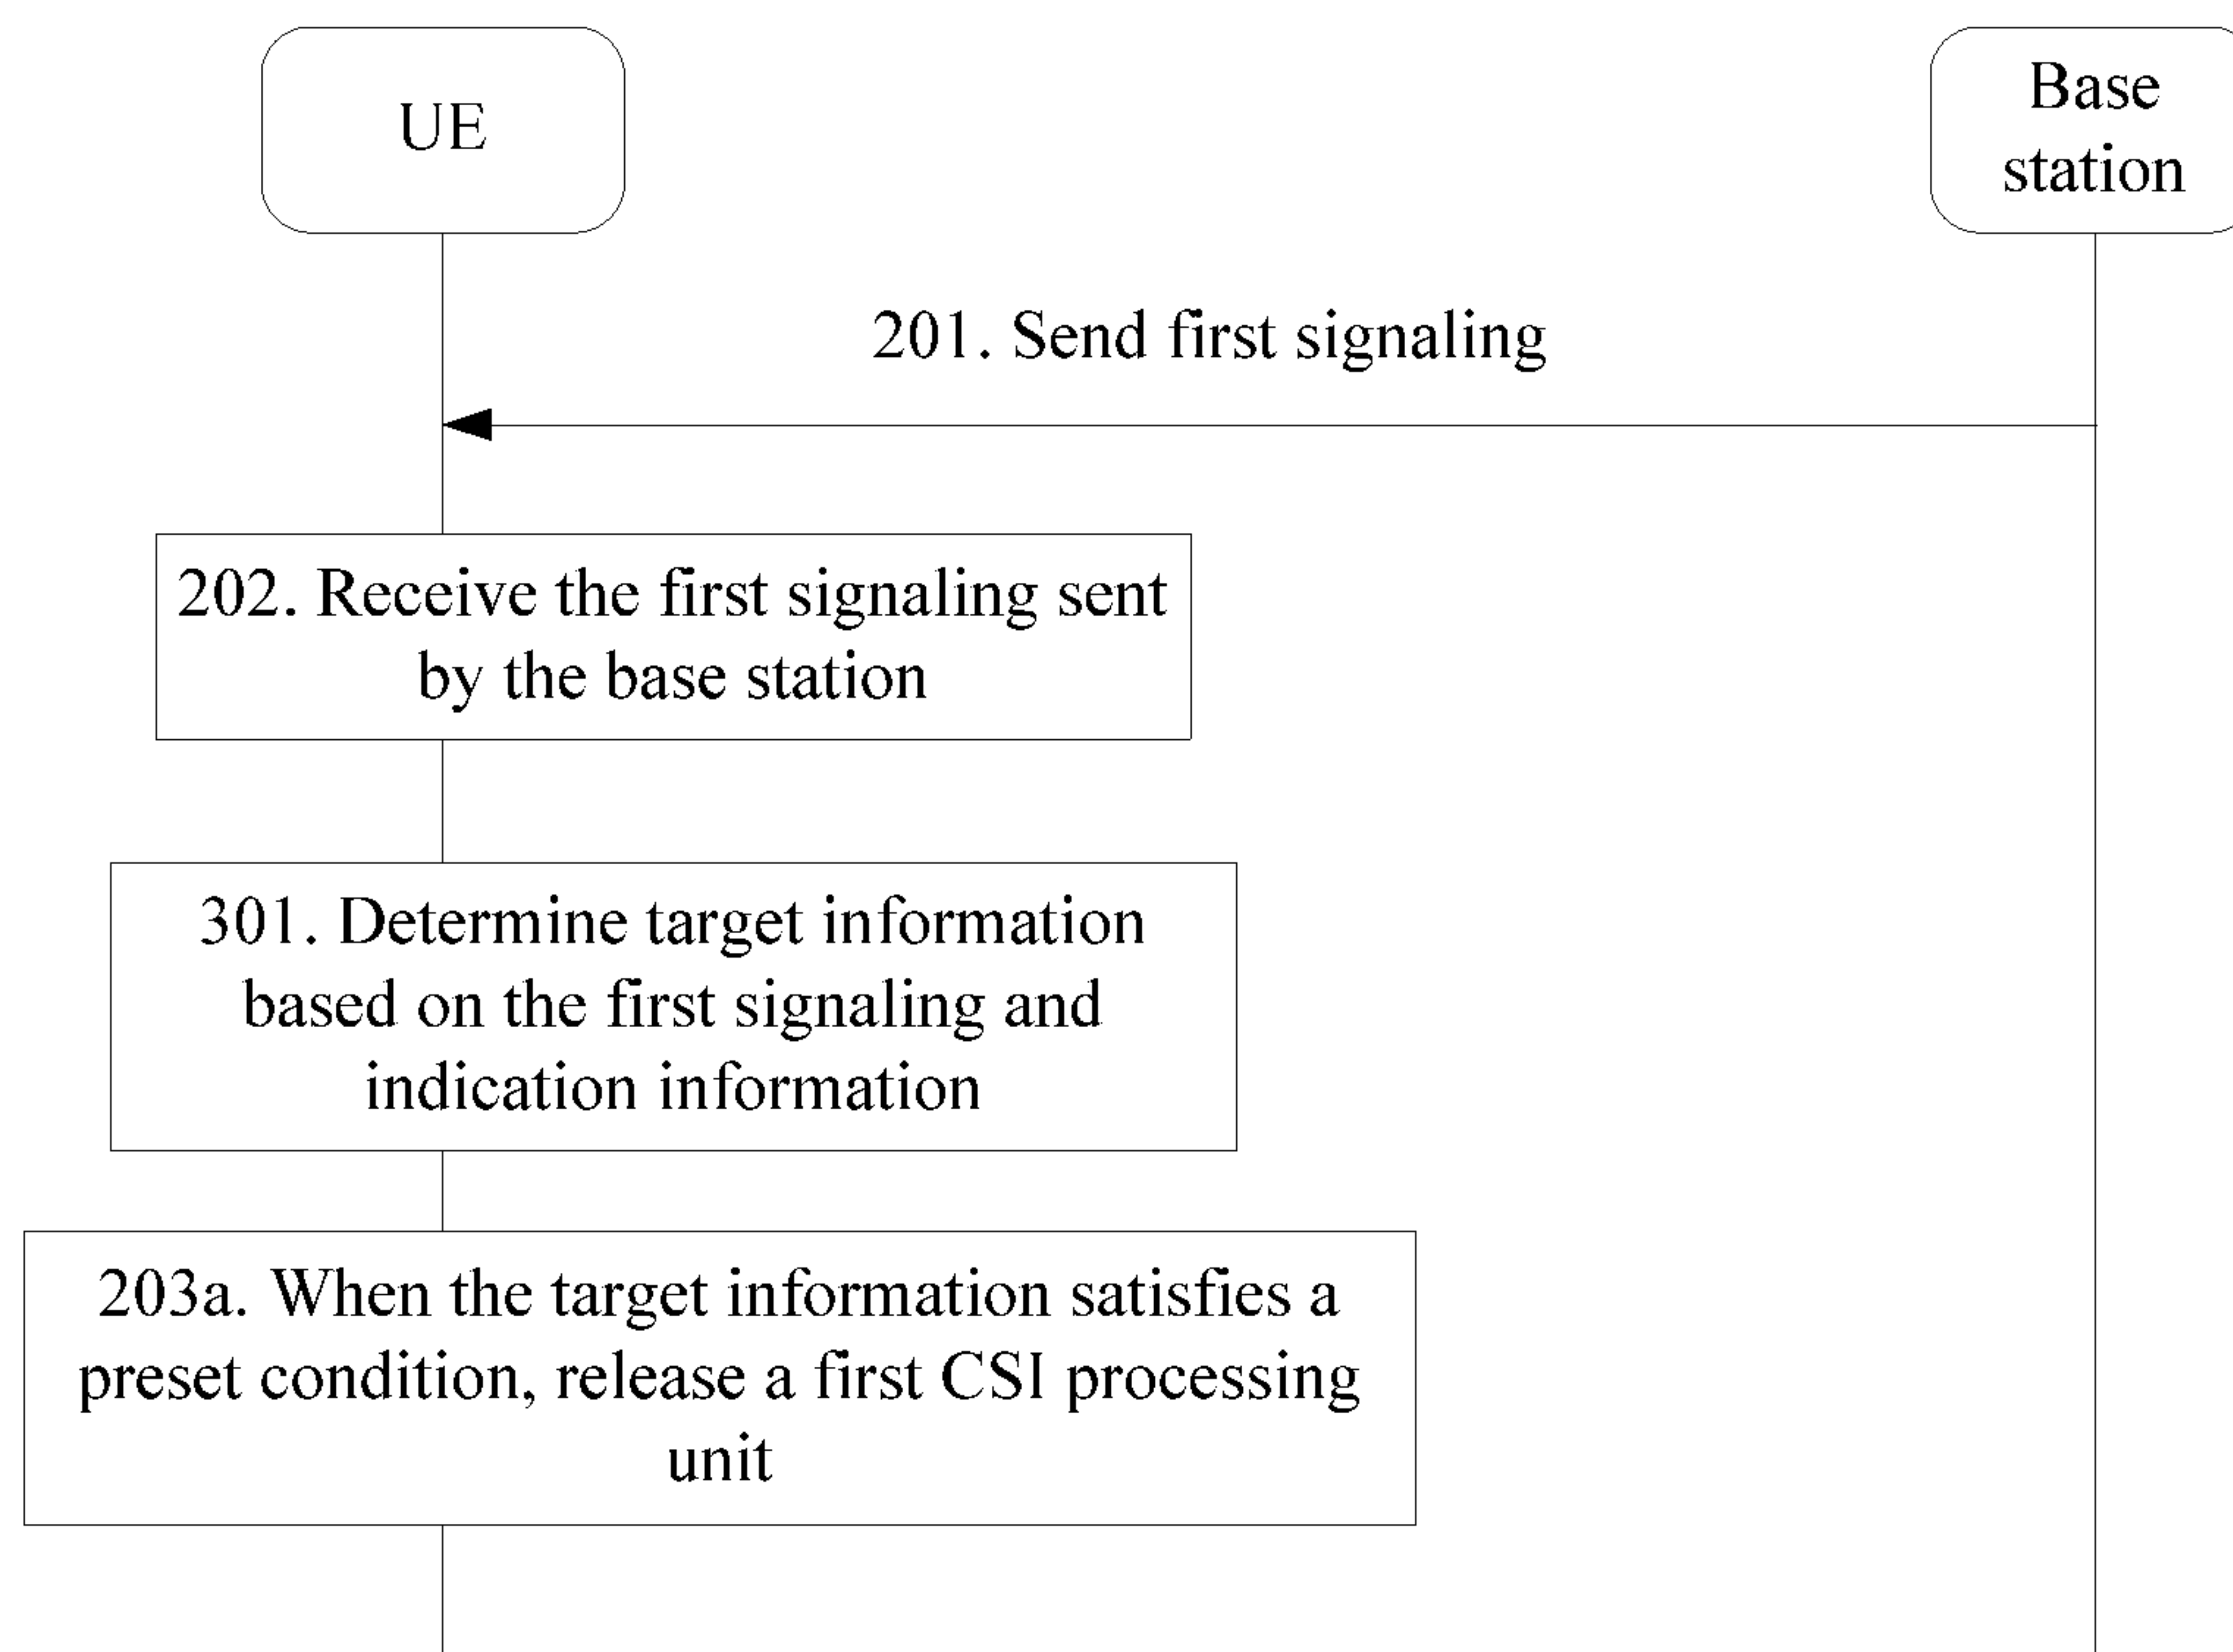 UE
Base
station
201. Send first signaling
202. Receive the first signaling sent
by the base station
301. Determine target information
based on the first signaling and
indication information
203a. When the target information satisfies a
preset condition, release a first CSI processing
unit